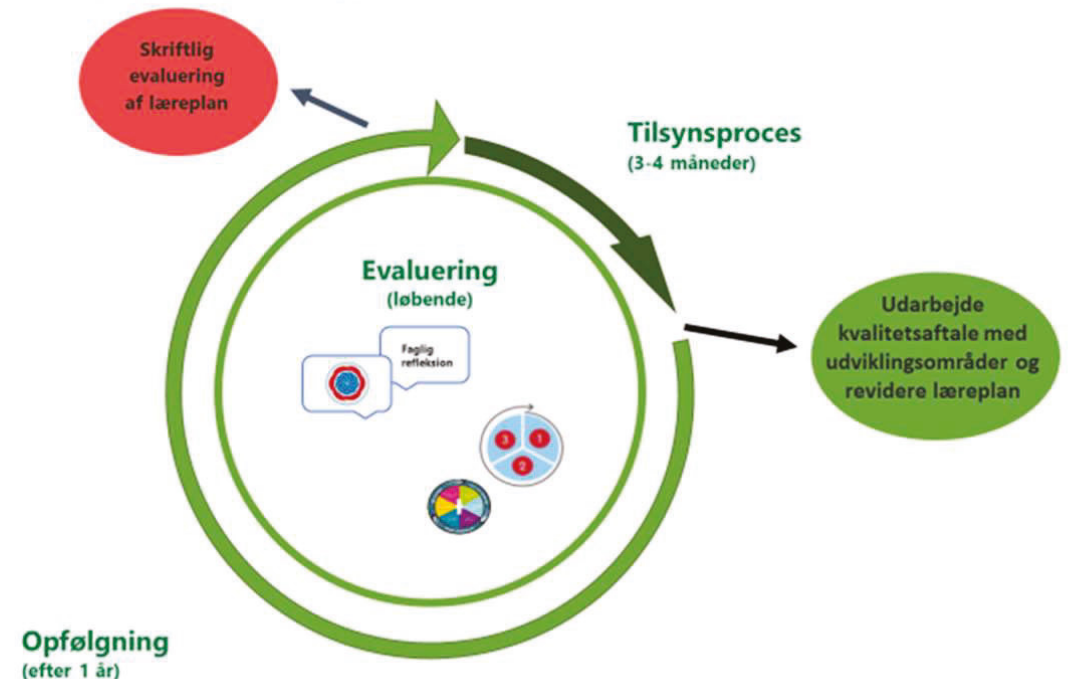 Skriftlig
evaluering
af læreplan
Tilsynsproces
(3-4 måneder)
Evaluering
(løbende)
Faglig
refleksion
3
1
2
Udarbejde
kvalitetsaftale med
udviklingsområder og
revidere læreplan
Opfølgning
(efter 1 år)